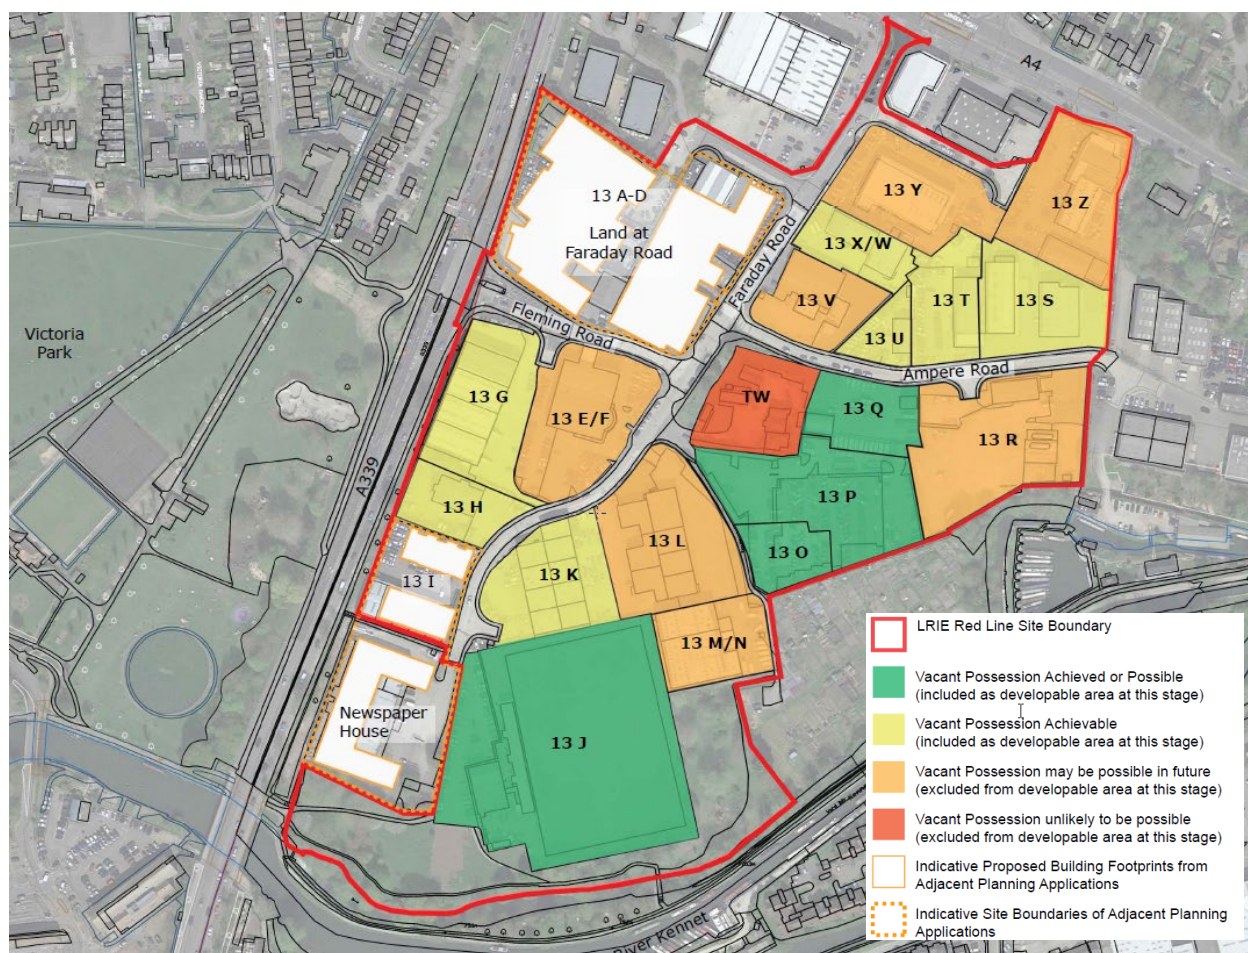 A4
13 A-D
Land at
Faraday Road
13 Y
13 Z
13 X/W
Faraday Road
13 V
13 T
13 S
13 U
Fleming Road
Ampere Road
Victoria
Park
13 G
13 E/F
TW
13 Q
13 R
A339
13 H
13 P
13 L
13 O
13 I
13 K
13 M/N
Newspaper
House
13 J
River Kennet
LRIE Red Line Site Boundary
Vacant Possession Achieved or Possible
(included as developable area at this stage)
Vacant Possession Achievable
(included as developable area at this stage)
Vacant Possession may be possible in future
(excluded from developable area at this stage)
Vacant Possession unlikely to be possible
(excluded from developable area at this stage)
Indicative Proposed Building Footprints from
Adjacent Planning Applications
Indicative Site Boundaries of Adjacent Planning
Applications